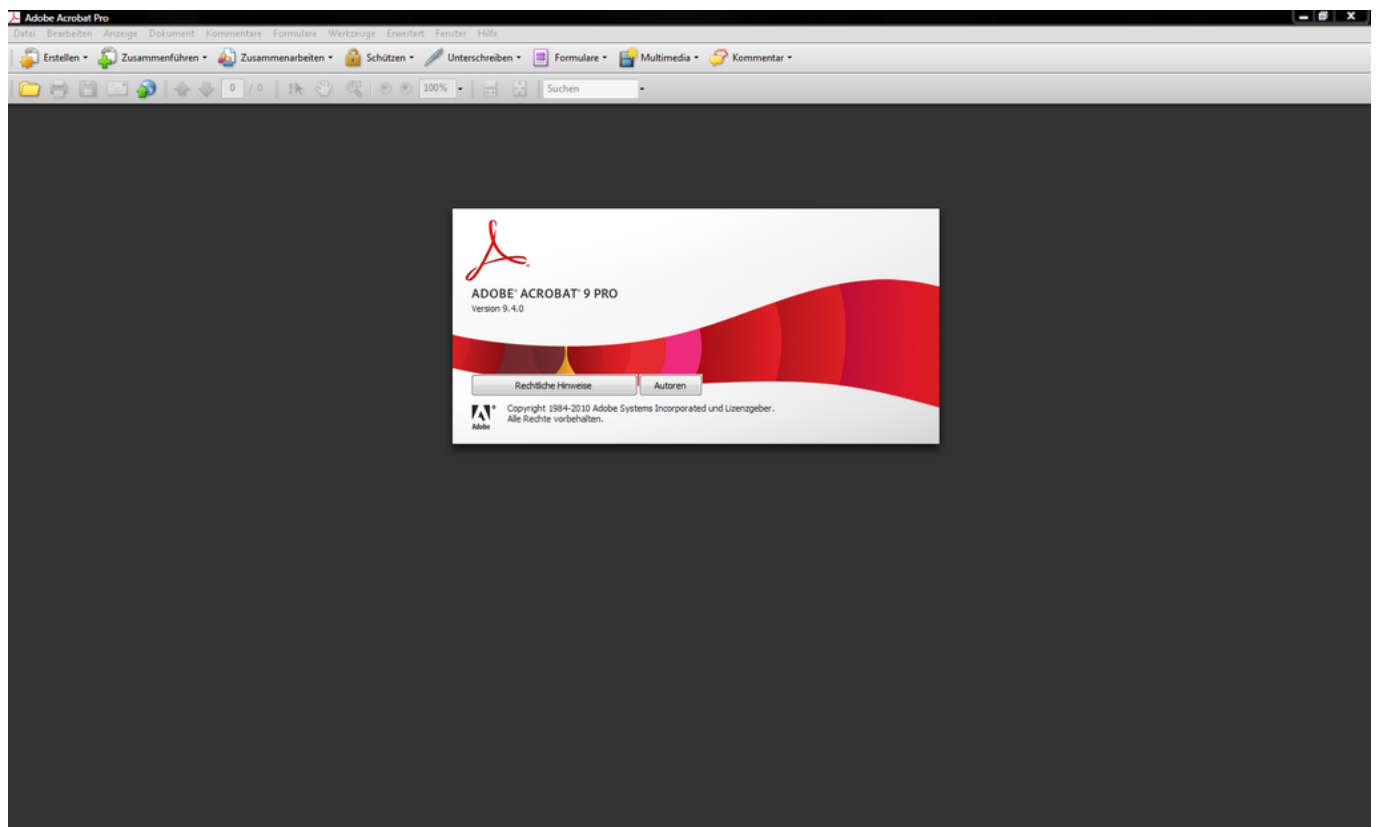 Adobe Acrobat Pro
Datei Bearbeiten Anzeige Dokument Kommentare Formulare Werkzeuge Erweitert Fenster Hilfe
Erstellen Zusammenführen Zusammenarbeiten Schützen Unterschreiben Formulare Multimedia Kommentar
0 / 0 100% Suchen
ADOBE® ACROBAT® 9 PRO
Version 9.4.0
Rechtliche Hinweise Autoren
Copyright 1984-2010 Adobe Systems Incorporated und Lizenzgeber.
Alle Rechte vorbehalten.
Adobe